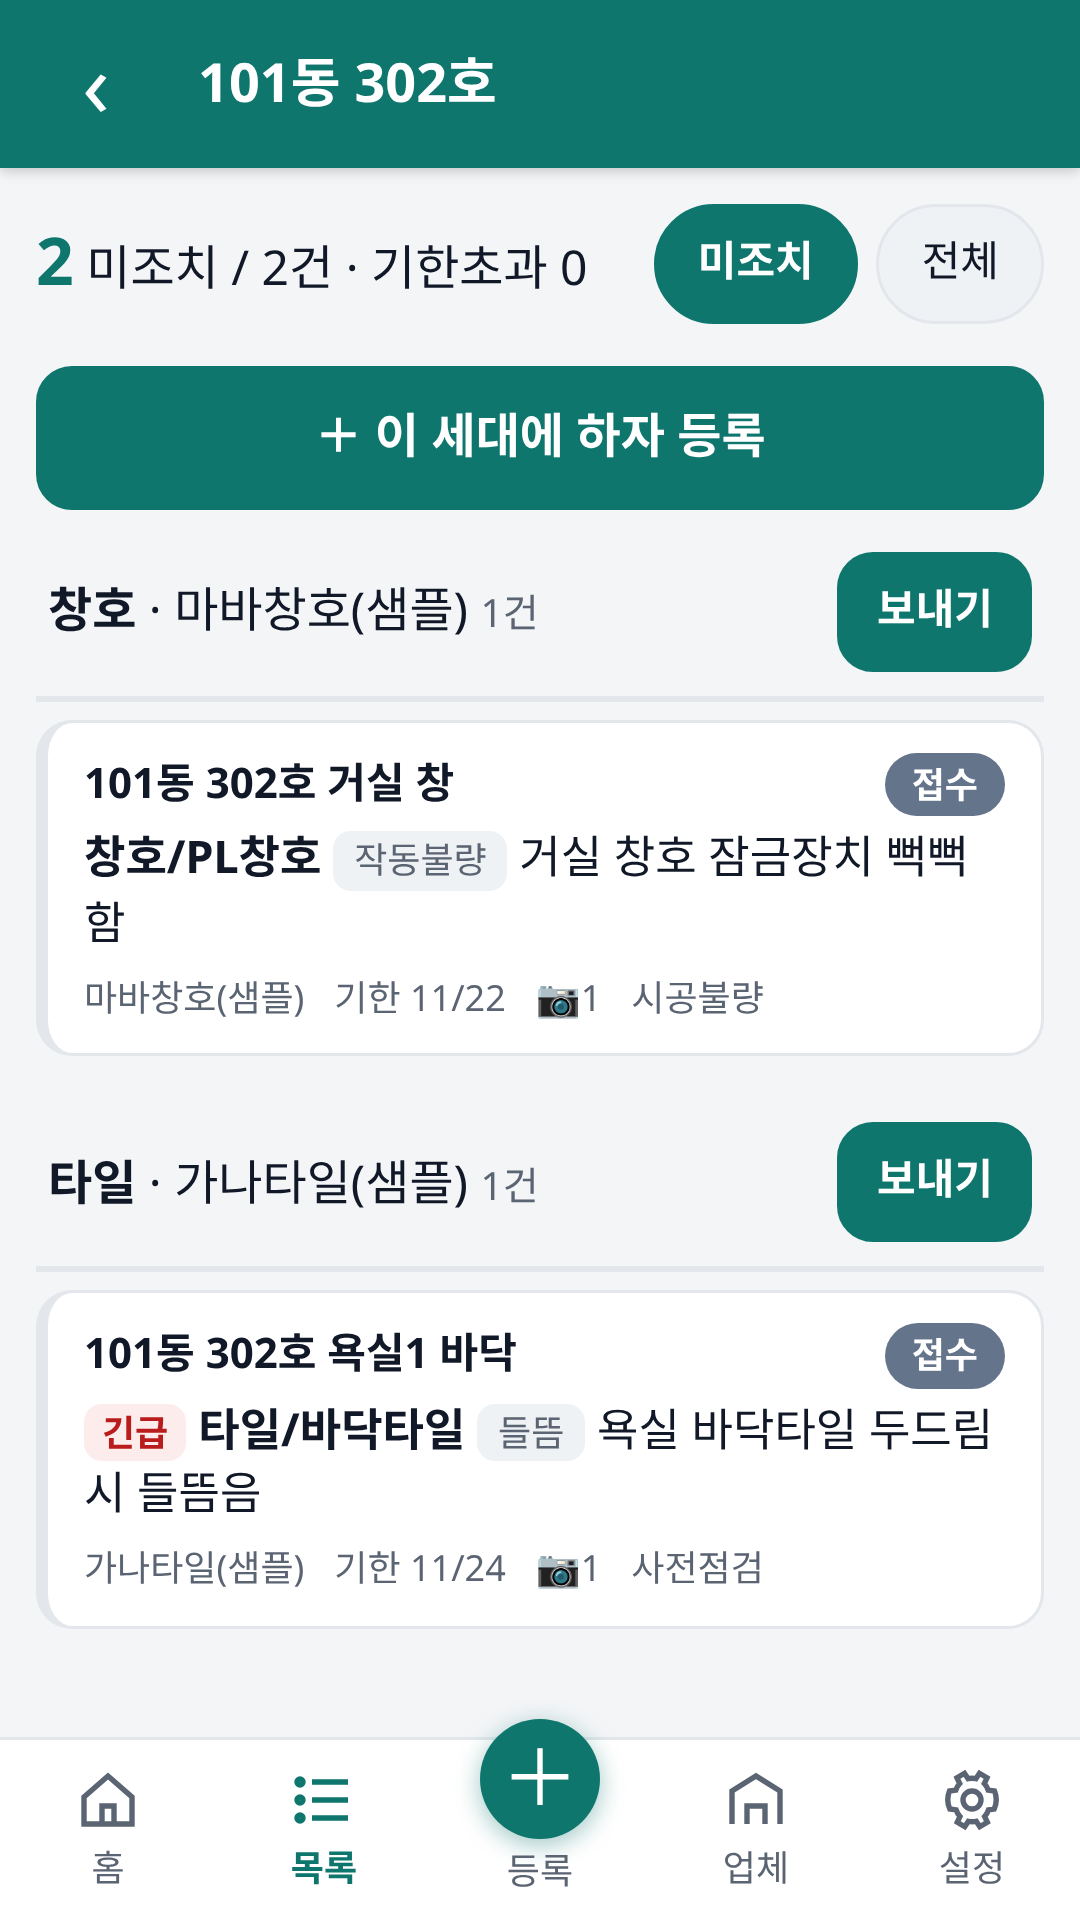 ‹ 101동 302호
2 미조치 / 2건 · 기한초과 0 미조치 전체
+ 이 세대에 하자 등록
창호 · 마바창호(샘플) 1건 보내기
101동 302호 거실 창 접수
창호/PL창호 작동불량 거실 창호 잠금장치 뻑뻑
함
마바창호(샘플) 기한 11/22 📷1 시공불량
타일 · 가나타일(샘플) 1건 보내기
101동 302호 욕실1 바닥 접수
긴급 타일/바닥타일 들뜸 욕실 바닥타일 두드림
시 들뜸음
가나타일(샘플) 기한 11/24 📷1 사전점검
홈 목록 등록 업체 설정